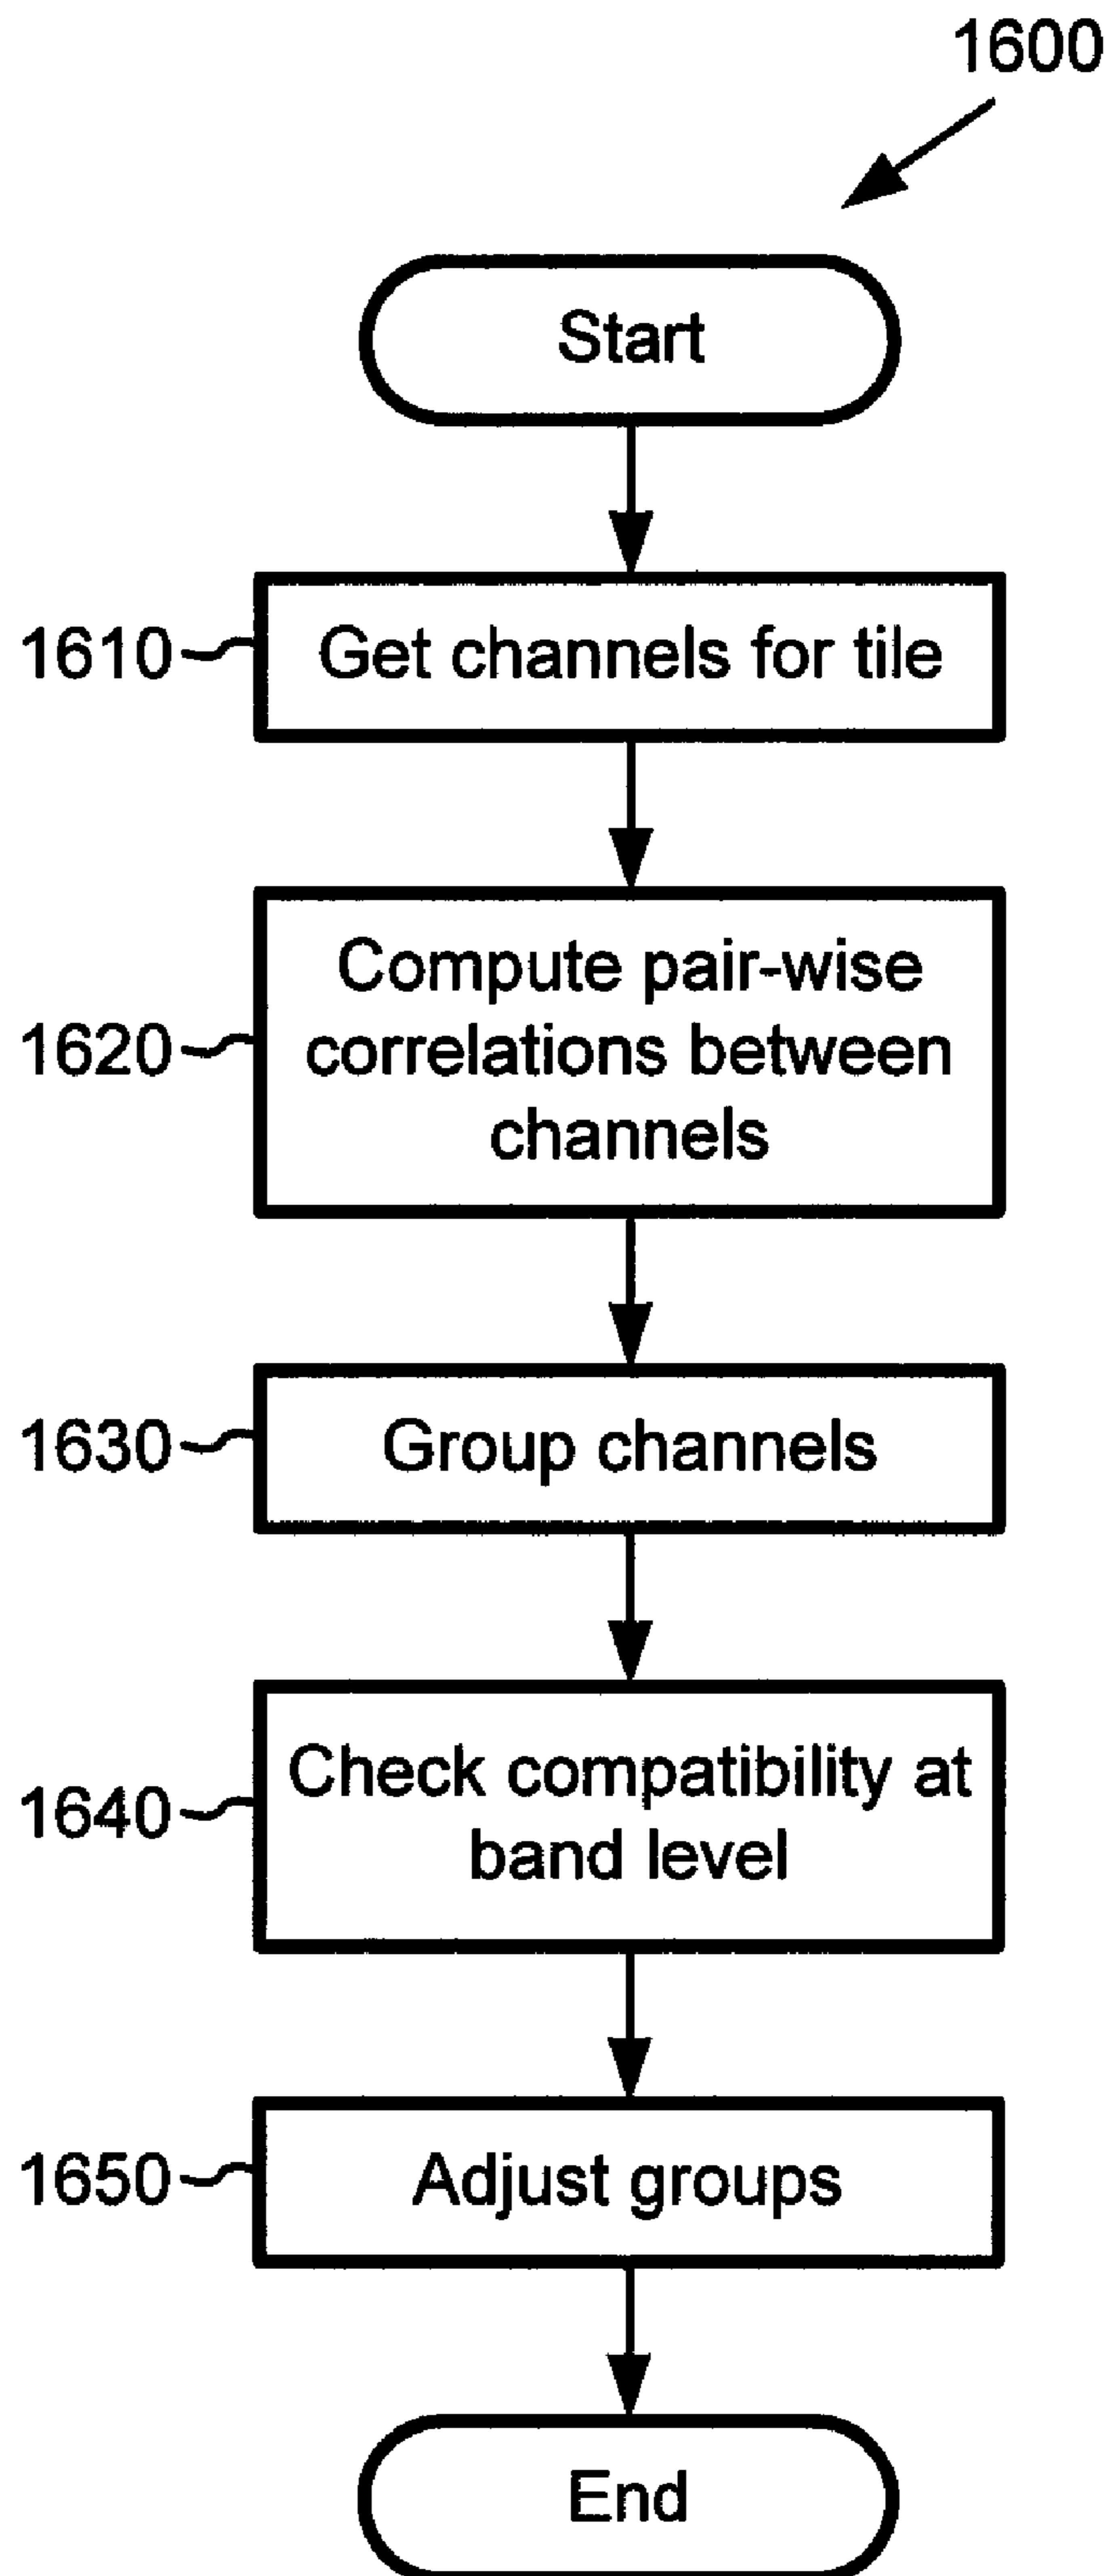 1600
Start
1610
Get channels for tile
1620
Compute pair-wise
correlations between
channels
1630
Group channels
1640
Check compatibility at
band level
1650
Adjust groups
End